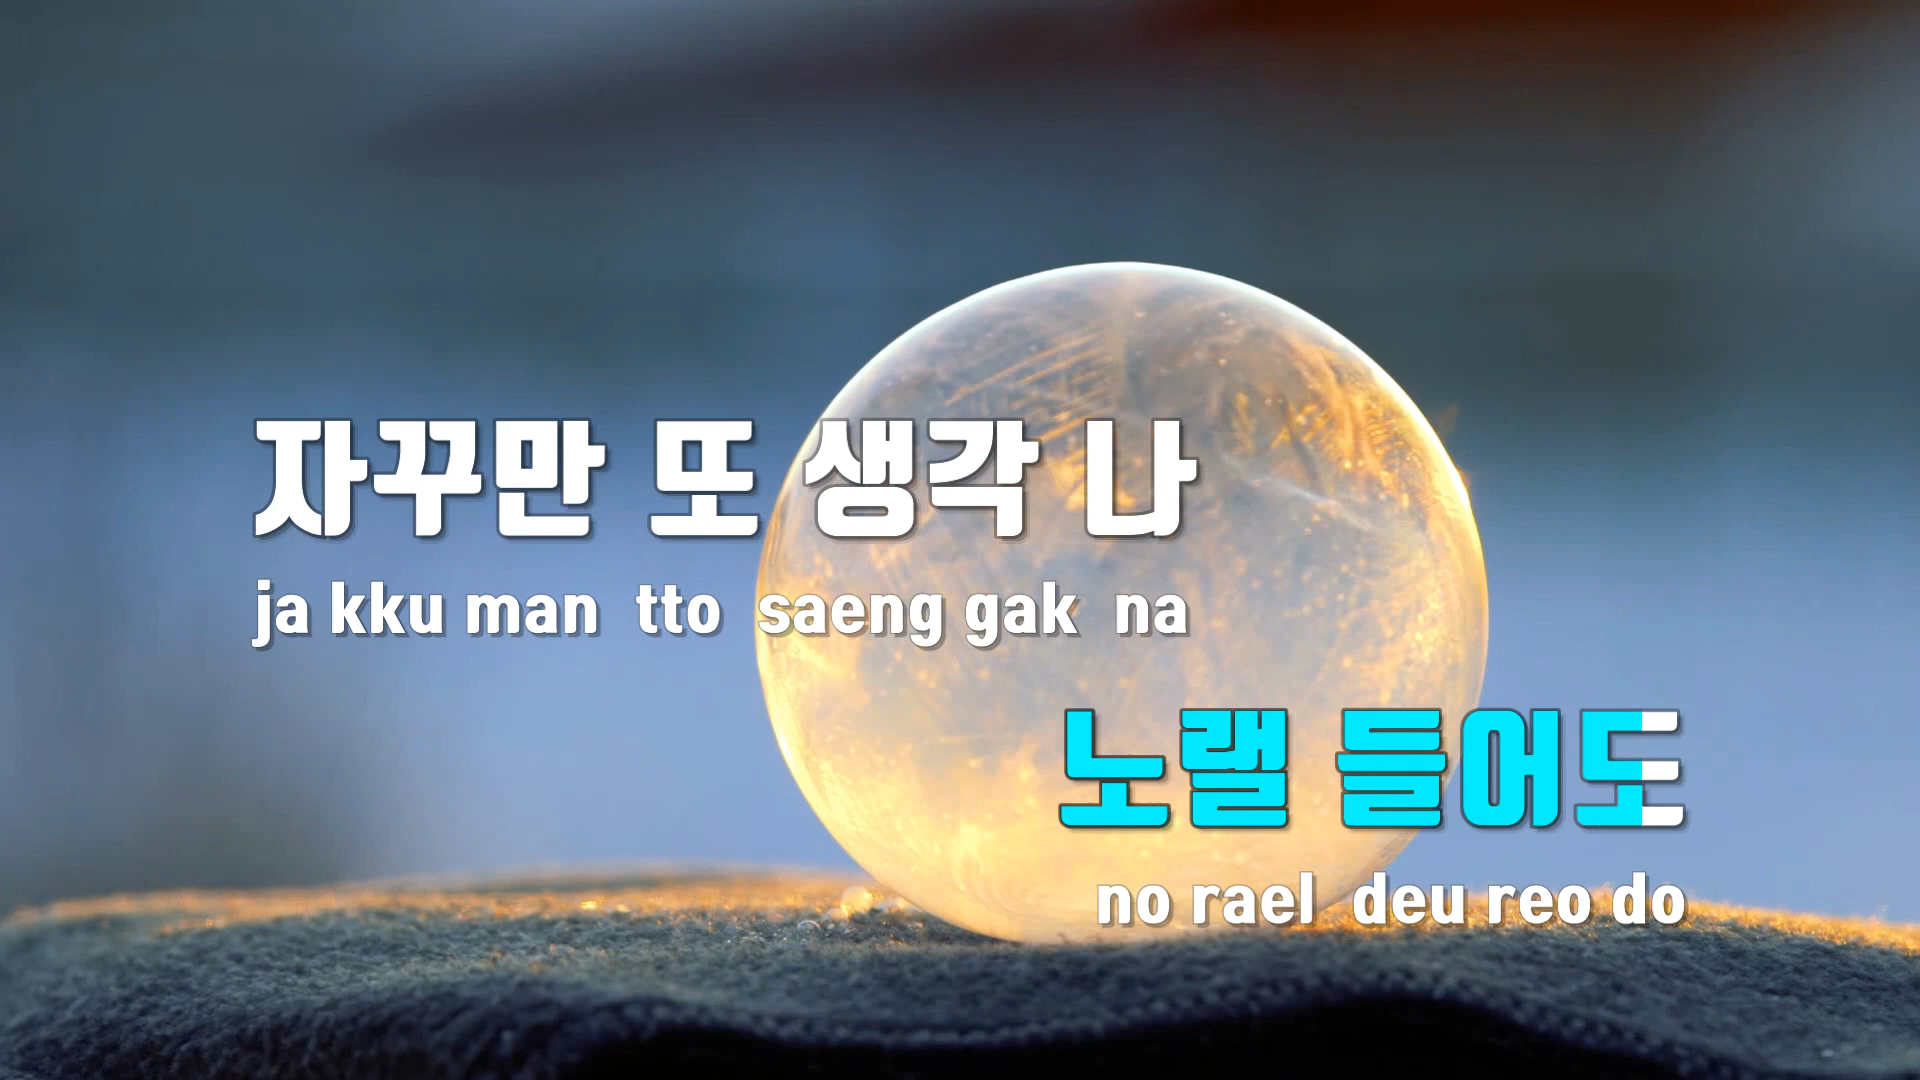 자꾸만 또 생각 나
ja kku man tto saeng gak na
노랠 들어도
no rael deu reo do